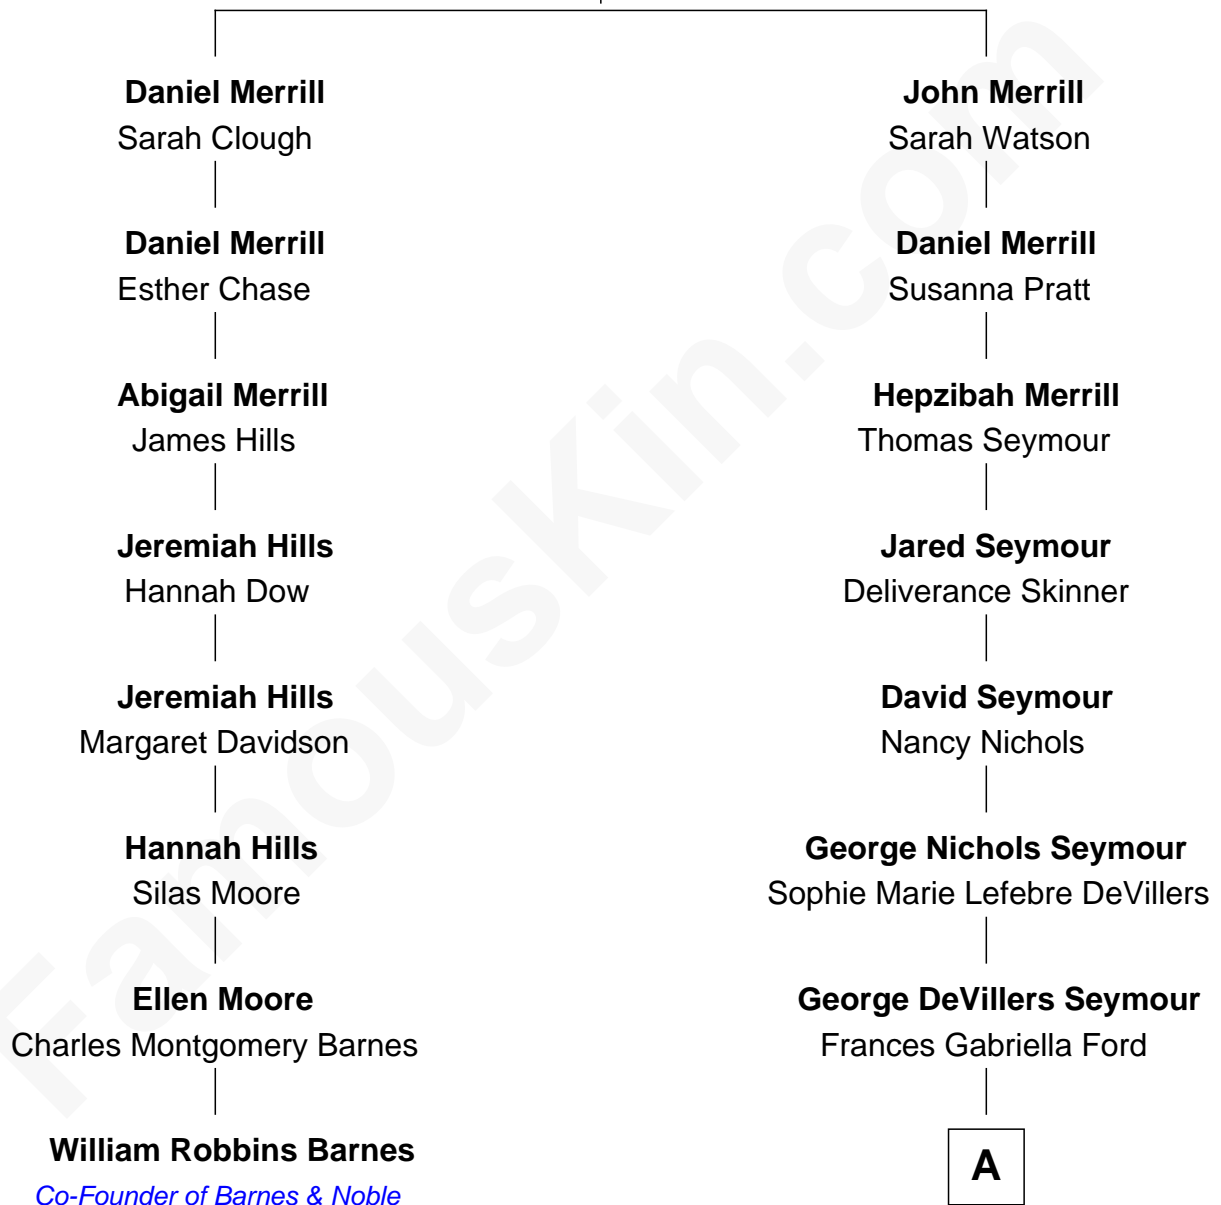 Daniel Merrill
Sarah Clough
Daniel Merrill
Esther Chase
Abigail Merrill
James Hills
Jeremiah Hills
Hannah Dow
Jeremiah Hills
Margaret Davidson
Hannah Hills
Silas Moore
Ellen Moore
Charles Montgomery Barnes
William Robbins Barnes
Co-Founder of Barnes & Noble
John Merrill
Sarah Watson
Daniel Merrill
Susanna Pratt
Hepzibah Merrill
Thomas Seymour
Jared Seymour
Deliverance Skinner
David Seymour
Nancy Nichols
George Nichols Seymour
Sophie Marie Lefebre DeVillers
George DeVillers Seymour
Frances Gabriella Ford
A
FamousKin.com